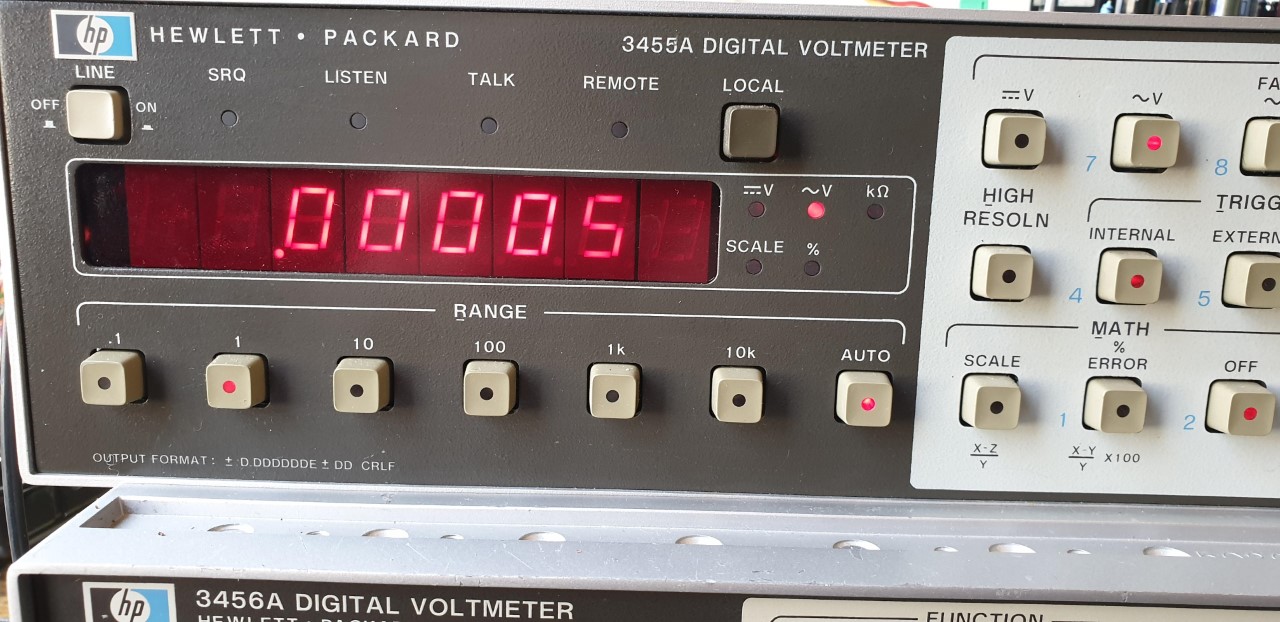 hp HEWLETT • PACKARD 3455A DIGITAL VOLTMETER
LINE SRQ LISTEN TALK REMOTE LOCAL
OFF ON
.00005
⎓V ~V kΩ
SCALE %
RANGE
.1 1 10 100 1k 10k AUTO
OUTPUT FORMAT: ± D.DDDDDDE ± DD CRLF
⎓V ~V
7 8
HIGH
RESOLN
INTERNAL
4 5
MATH
SCALE % ERROR OFF
1 2
X-Z
Y
X-Y
Y X100
hp 3456A DIGITAL VOLTMETER
FUNCTION